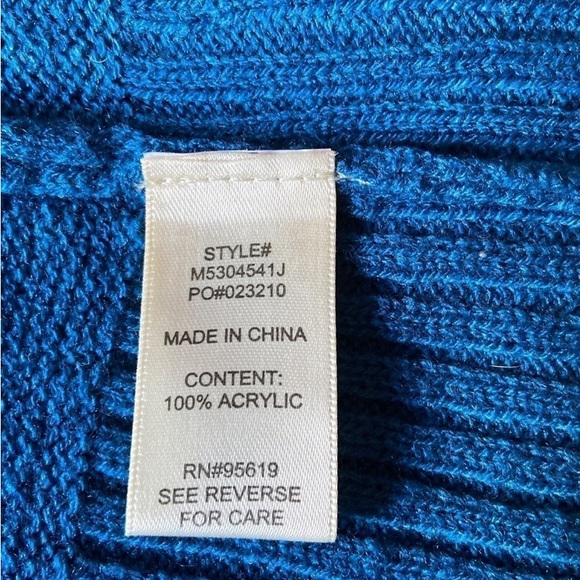 STYLE#
M5304541J
PO#023210
MADE IN CHINA
CONTENT:
100% ACRYLIC
RN#95619
SEE REVERSE
FOR CARE